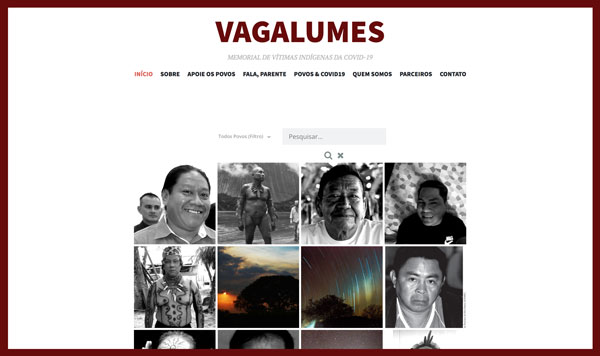 VAGALUMES
MEMORIAL DE VÍTIMAS INDÍGENAS DA COVID-19
INÍCIO SOBRE APOIE OS POVOS FALA, PARENTE POVOS & COVID19 QUEM SOMOS PARCEIROS CONTATO
Todos Povos (Filtro) Pesquisar...